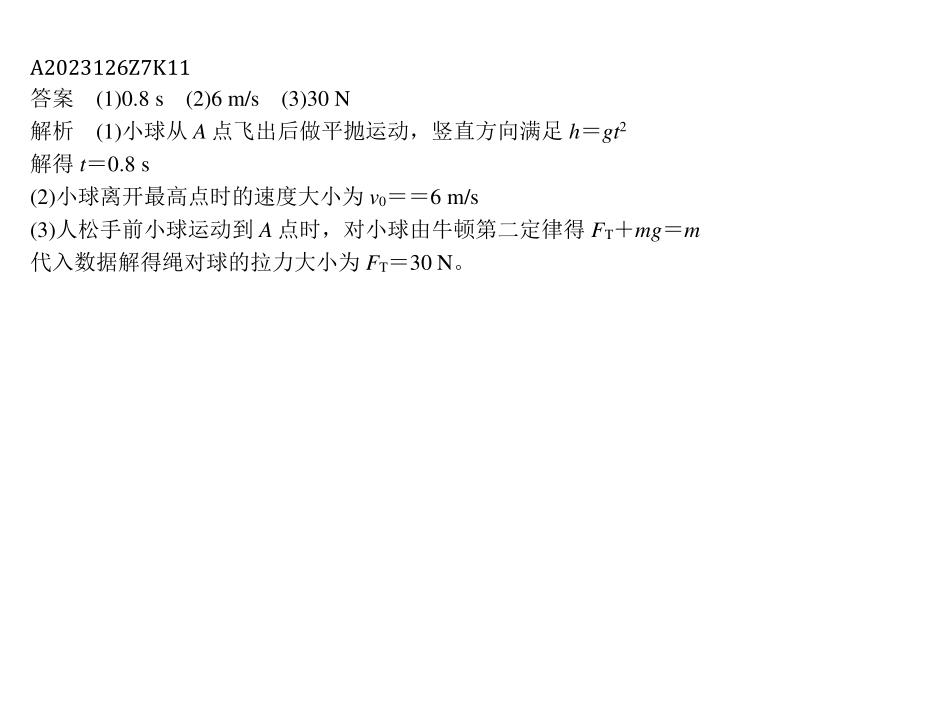 A2023126Z7K11
答案　(1)0.8 s　(2)6 m/s　(3)30 N
解析　(1)小球从 A 点飞出后做平抛运动，竖直方向满足 h＝gt²
解得 t＝0.8 s
(2)小球离开最高点时的速度大小为 v₀＝＝6 m/s
(3)人松手前小球运动到 A 点时，对小球由牛顿第二定律得 F_T＋mg＝m
代入数据解得绳对球的拉力大小为 F_T＝30 N。